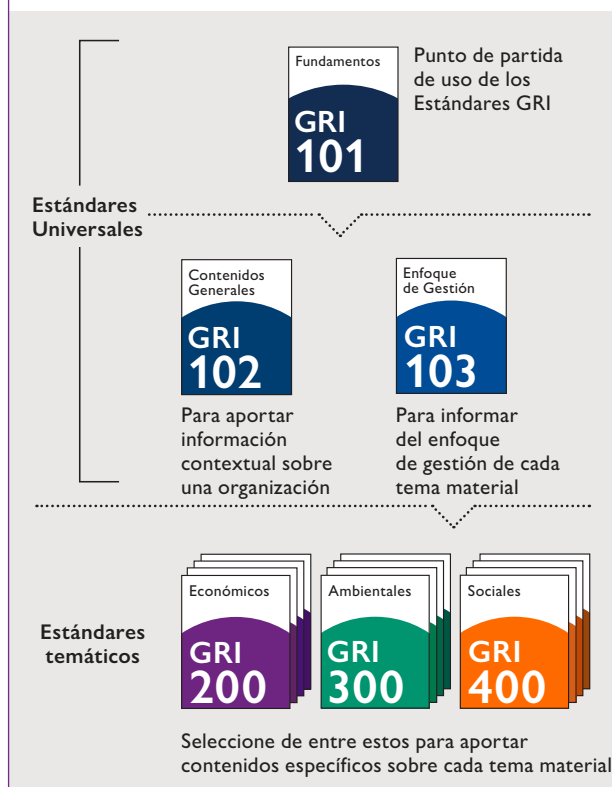 Fundamentos
GRI
101
Punto de partida
de uso de los
Estándares GRI
Estándares
Universales
Contenidos
Generales
GRI
102
Para aportar
información
contextual sobre
una organización
Enfoque
de Gestión
GRI
103
Para informar
del enfoque
de gestión de cada
tema material
Estándares
temáticos
Económicos
GRI
200
Ambientales
GRI
300
Sociales
GRI
400
Seleccione de entre estos para aportar
contenidos específicos sobre cada tema material